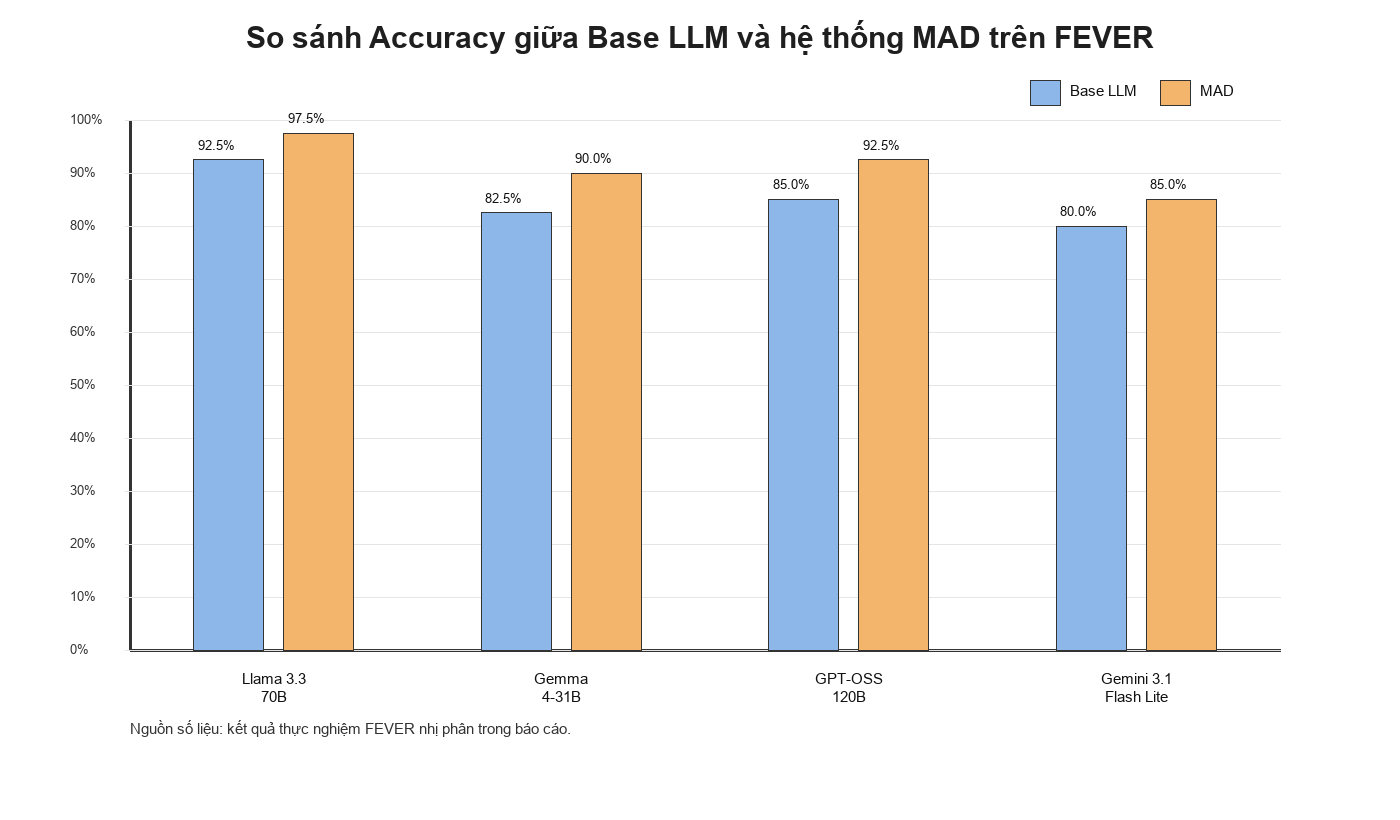 So sánh Accuracy giữa Base LLM và hệ thống MAD trên FEVER
Base LLM
MAD
100%
90%
80%
70%
60%
50%
40%
30%
20%
10%
0%
92.5%
97.5%
82.5%
90.0%
85.0%
92.5%
80.0%
85.0%
Llama 3.3
70B
Gemma
4-31B
GPT-OSS
120B
Gemini 3.1
Flash Lite
Nguồn số liệu: kết quả thực nghiệm FEVER nhị phân trong báo cáo.